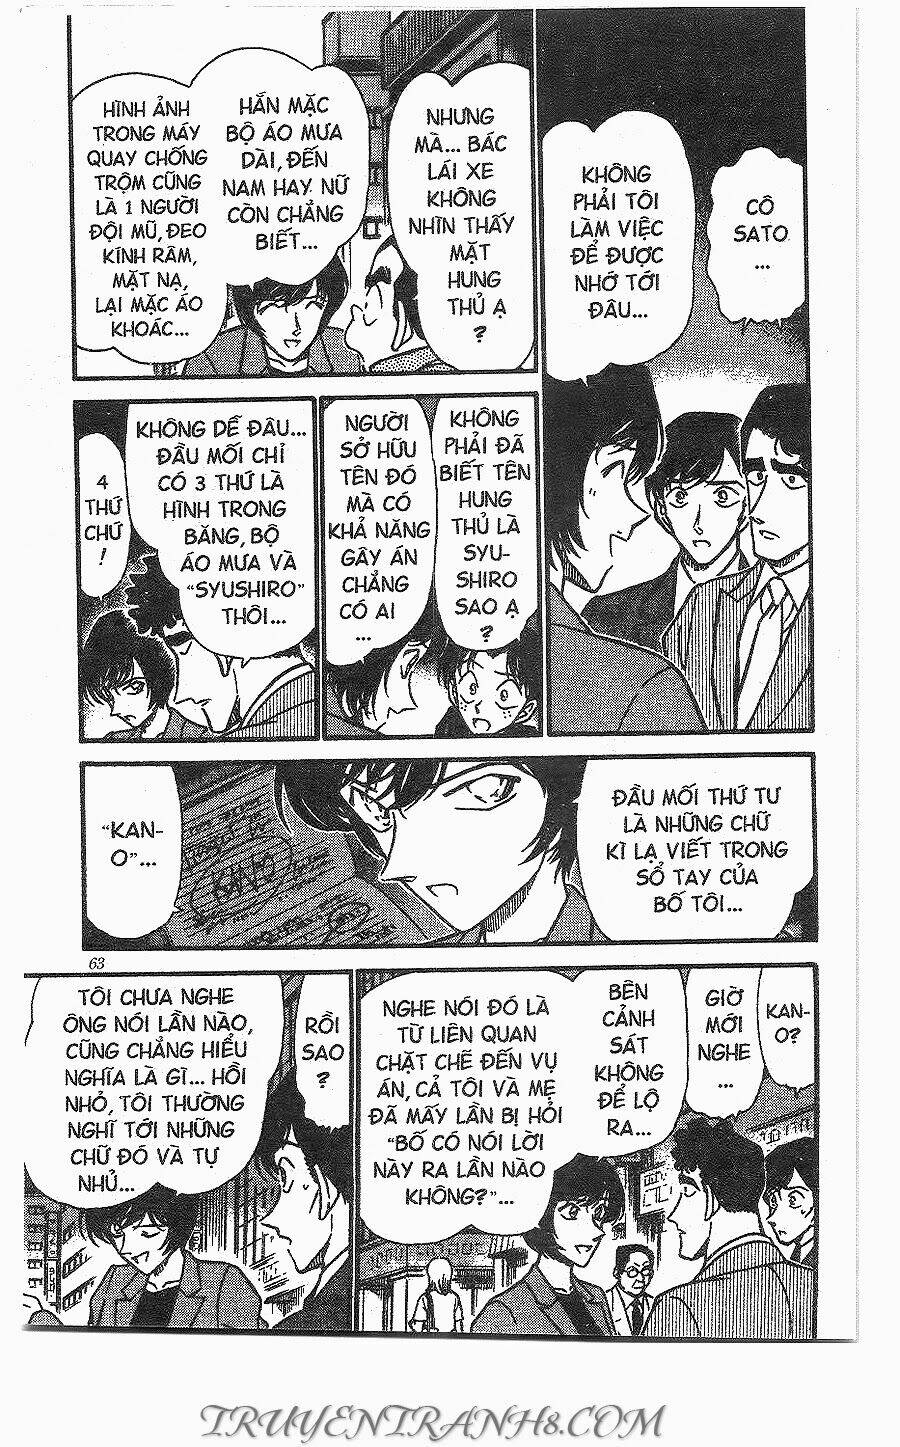 CÔ
SATO
...
KHÔNG
PHẢI TÔI
LÀM VIỆC
ĐỂ ĐƯỢC
NHỚ TỚI
ĐÂU...
NHƯNG
MÀ... BÁC
LÁI XE
KHÔNG
NHÌN THẤY
MẶT
HUNG
THỦ Ạ
?
HẮN MẶC
BỘ ÁO MƯA
DÀI, ĐẾN
NAM HAY NỮ
CÒN CHẲNG
BIẾT...
HÌNH ẢNH
TRONG MÁY
QUAY CHỐNG
TRỘM CŨNG
LÀ 1 NGƯỜI
ĐỘI MŨ, ĐEO
KÍNH RÂM,
MẶT NẠ,
LẠI MẶC ÁO
KHOÁC...
KHÔNG
PHẢI ĐÃ
BIẾT TÊN
HUNG
THỦ LÀ
SYU-
SHIRO
SAO Ạ
?
NGƯỜI
SỞ HỮU
TÊN ĐÓ
MÀ CÓ
KHẢ NĂNG
GÂY ÁN
CHẲNG
CÓ AI
...
KHÔNG DỄ ĐÂU...
ĐẦU MỐI CHỈ
CÓ 3 THỨ LÀ
HÌNH TRONG
BĂNG, BỘ
ÁO MƯA VÀ
"SYUSHIRO"
THÔI...
4
THỨ
CHỨ
!
ĐẦU MỐI THỨ TƯ
LÀ NHỮNG CHỮ
KÌ LẠ VIẾT TRONG
SỔ TAY CỦA
BỐ TÔI...
"KAN-
O"...
63
KAN-
O?
GIỜ
MỚI
NGHE
...
BÊN
CẢNH
SÁT
KHÔNG
ĐỂ LỘ
RA...
NGHE NÓI ĐÓ LÀ
TỪ LIÊN QUAN
CHẶT CHẼ ĐẾN VỤ
ÁN, CẢ TÔI VÀ MẸ
ĐÃ MẤY LẦN BỊ HỎI
"BỐ CÓ NÓI LỜI
NÀY RA LẦN NÀO
KHÔNG?"...
RỒI
SAO
?
TÔI CHƯA NGHE
ÔNG NÓI LẦN NÀO,
CŨNG CHẲNG HIỂU
NGHĨA LÀ GÌ... HỒI
NHỎ, TÔI THƯỜNG
NGHĨ TỚI NHỮNG
CHỮ ĐÓ VÀ TỰ
NHỦ...
TRUYENTRANH8.COM